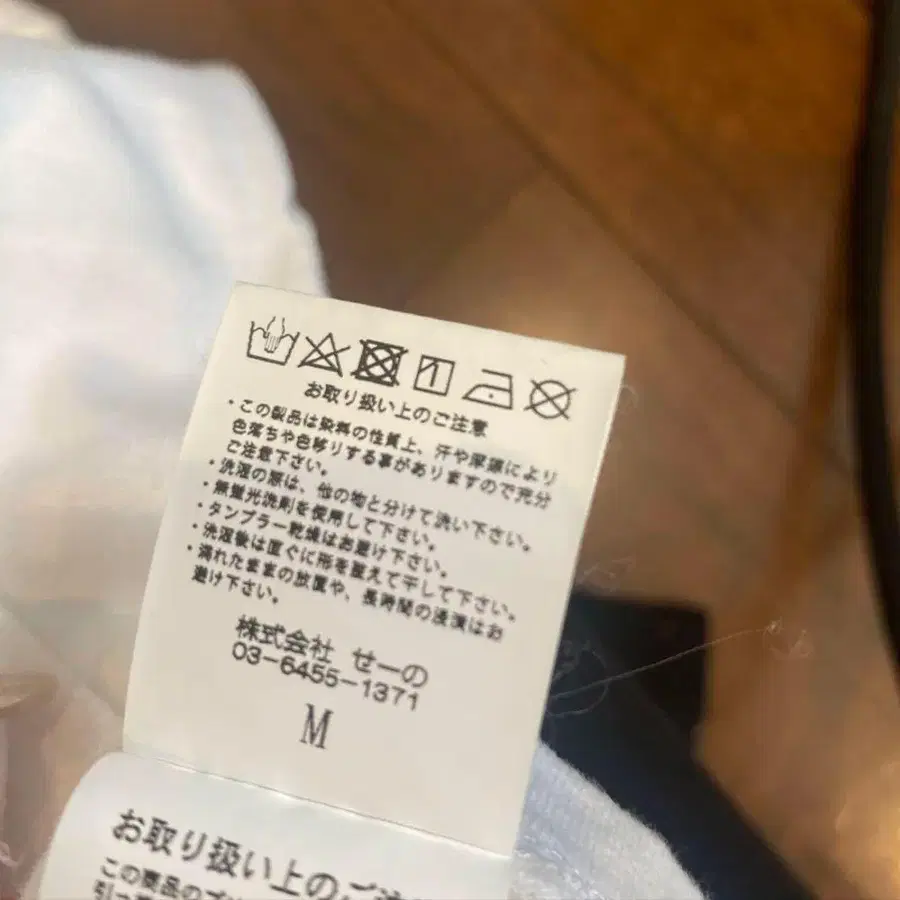 お取り扱い上のご注意
・この製品は染料の性質上、汗や摩擦により
色落ちや色移りする事がありますので充分
ご注意下さい。
・洗濯の際は、他の物と分けて洗い下さい。
・無蛍光洗剤を使用して下さい。
・タンブラー乾燥はお避け下さい。
・洗濯後は直ぐに形を整えて干して下さい。
・濡れたままの放置や、長時間の浸漬はお
避け下さい。
株式会社 せーの
03-6455-1371
M
お取り扱い上のご注
この商品の